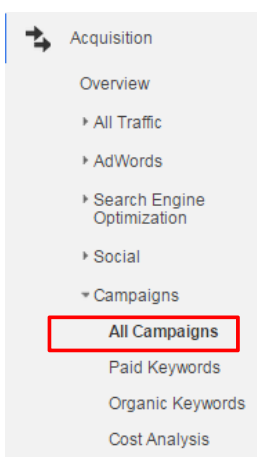 Acquisition
Overview
All Traffic
AdWords
Search Engine
Optimization
Social
Campaigns
All Campaigns
Paid Keywords
Organic Keywords
Cost Analysis